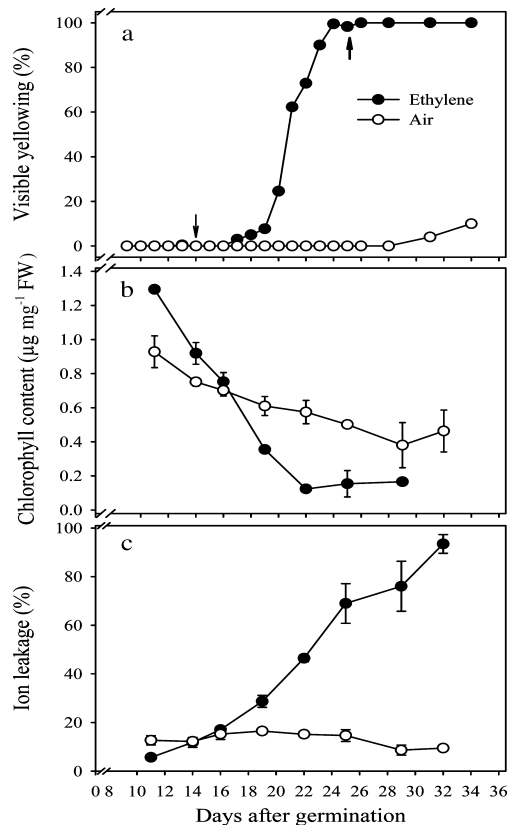 a
100
80
60
40
20
0
Visible yellowing (%)
Ethylene
Air
b
1.4
1.2
1.0
0.8
0.6
0.4
0.2
0.0
Chlorophyll content (µg mg⁻¹ FW)
c
100
80
60
40
20
0
Ion leakage (%)
0 8 10 12 14 16 18 20 22 24 26 28 30 32 34 36
Days after germination